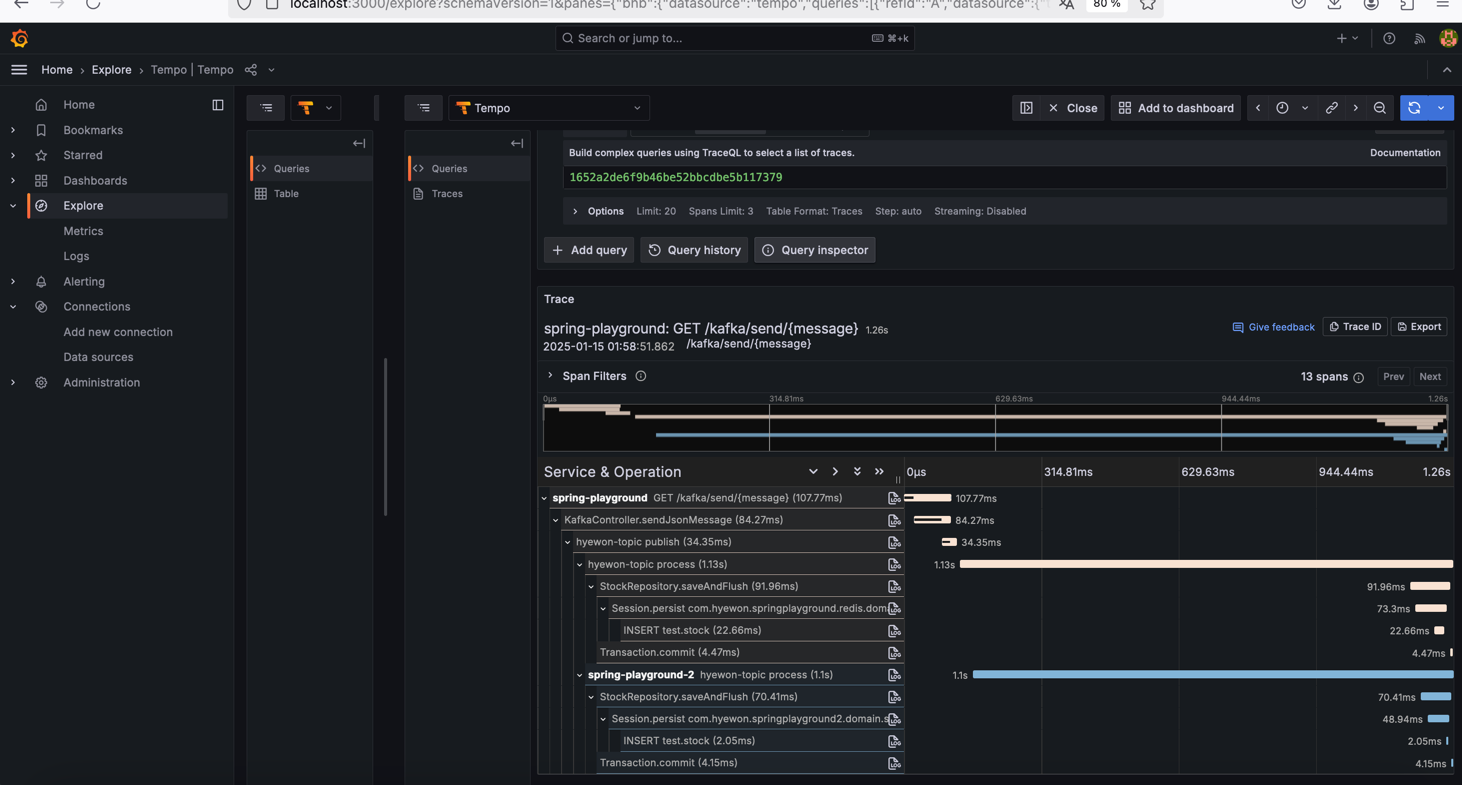 localhost:3000/explore?schemaVersion=1&panes={"bnb":{"datasource":"tempo","queries":[{"refId":"A","datasource":{"
80 %
Search or jump to...
⌘+k
Home › Explore › Tempo | Tempo
Home
Bookmarks
Starred
Dashboards
Explore
Metrics
Logs
Alerting
Connections
Add new connection
Data sources
Administration
Queries
Table
Tempo
Close
Add to dashboard
Queries
Traces
Build complex queries using TraceQL to select a list of traces.
Documentation
1652a2de6f9b46be52bbcdbe5b117379
Options Limit: 20 Spans Limit: 3 Table Format: Traces Step: auto Streaming: Disabled
+ Add query
Query history
Query inspector
Trace
spring-playground: GET /kafka/send/{message} 1.26s
2025-01-15 01:58:51.862 /kafka/send/{message}
Give feedback
Trace ID
Export
Span Filters
13 spans
Prev
Next
0μs 314.81ms 629.63ms 944.44ms 1.26s
Service & Operation
0μs 314.81ms 629.63ms 944.44ms 1.26s
spring-playground GET /kafka/send/{message} (107.77ms)
107.77ms
KafkaController.sendJsonMessage (84.27ms)
84.27ms
hyewon-topic publish (34.35ms)
34.35ms
hyewon-topic process (1.13s)
1.13s
StockRepository.saveAndFlush (91.96ms)
91.96ms
Session.persist com.hyewon.springplayground.redis.dom
73.3ms
INSERT test.stock (22.66ms)
22.66ms
Transaction.commit (4.47ms)
4.47ms
spring-playground-2 hyewon-topic process (1.1s)
1.1s
StockRepository.saveAndFlush (70.41ms)
70.41ms
Session.persist com.hyewon.springplayground2.domain.s
48.94ms
INSERT test.stock (2.05ms)
2.05ms
Transaction.commit (4.15ms)
4.15ms